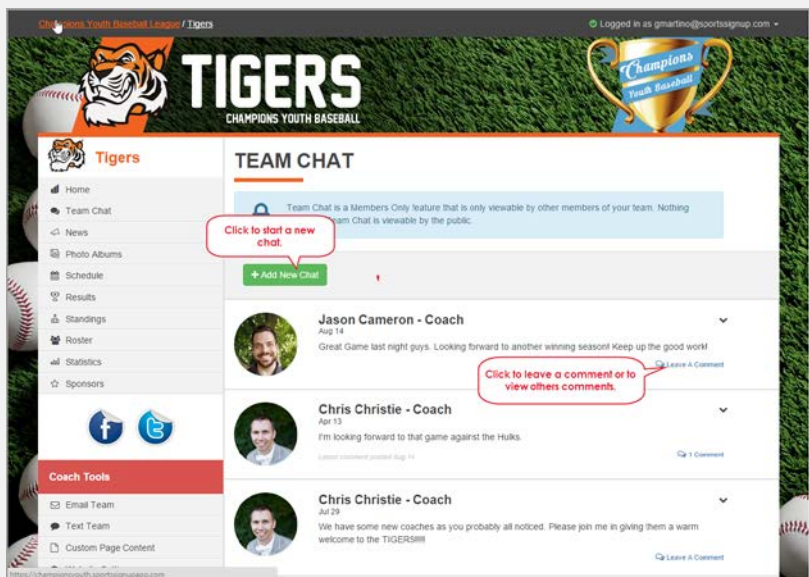 Champions Youth Baseball League / Tigers
Logged in as gmartino@sportssignup.com
TIGERS
CHAMPIONS YOUTH BASEBALL
Champions
Youth Baseball
Tigers
Home
Team Chat
News
Photo Albums
Schedule
Results
Standings
Roster
Statistics
Sponsors
Coach Tools
Email Team
Text Team
Custom Page Content
TEAM CHAT
Team Chat is a Members Only feature that is only viewable by other members of your team. Nothing
Team Chat is viewable by the public.
Click to start a new
chat.
+ Add New Chat
Jason Cameron - Coach
Aug 14
Great Game last night guys. Looking forward to another winning season! Keep up the good work!
Leave A Comment
Click to leave a comment or to
view others comments.
Chris Christie - Coach
Apr 13
I'm looking forward to that game against the Hulks.
Latest comment posted Aug 14
1 Comment
Chris Christie - Coach
Jul 29
We have some new coaches as you probably all noticed. Please join me in giving them a warm
welcome to the TIGERS!!!!!
Leave A Comment
https://championsyouth.sportssignupapp.com